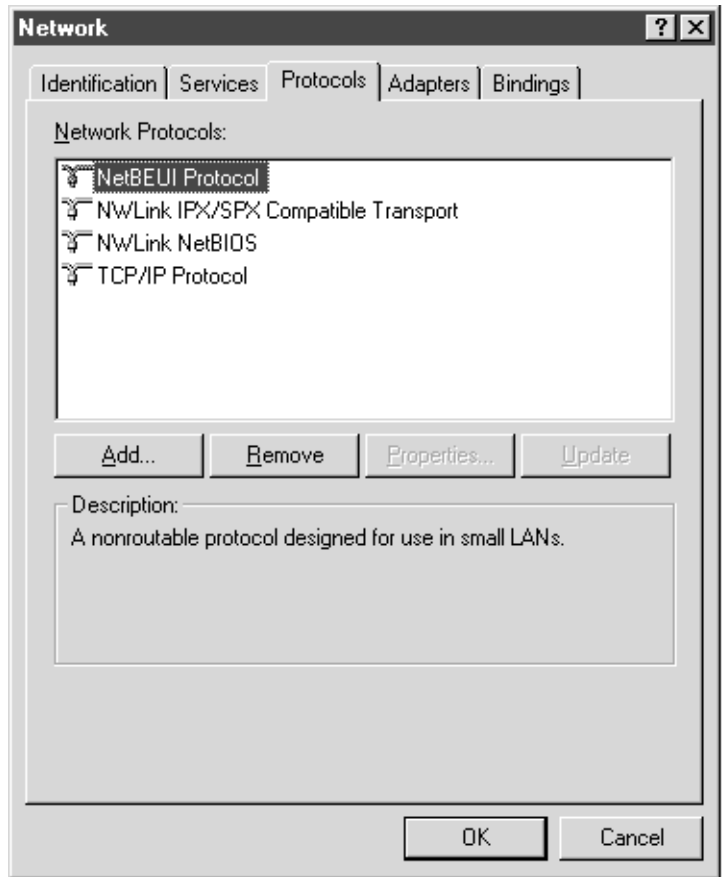 Network
Identification Services Protocols Adapters Bindings
Network Protocols:
NetBEUI Protocol
NWLink IPX/SPX Compatible Transport
NWLink NetBIOS
TCP/IP Protocol
Add... Remove Properties... Update
Description:
A nonroutable protocol designed for use in small LANs.
OK Cancel